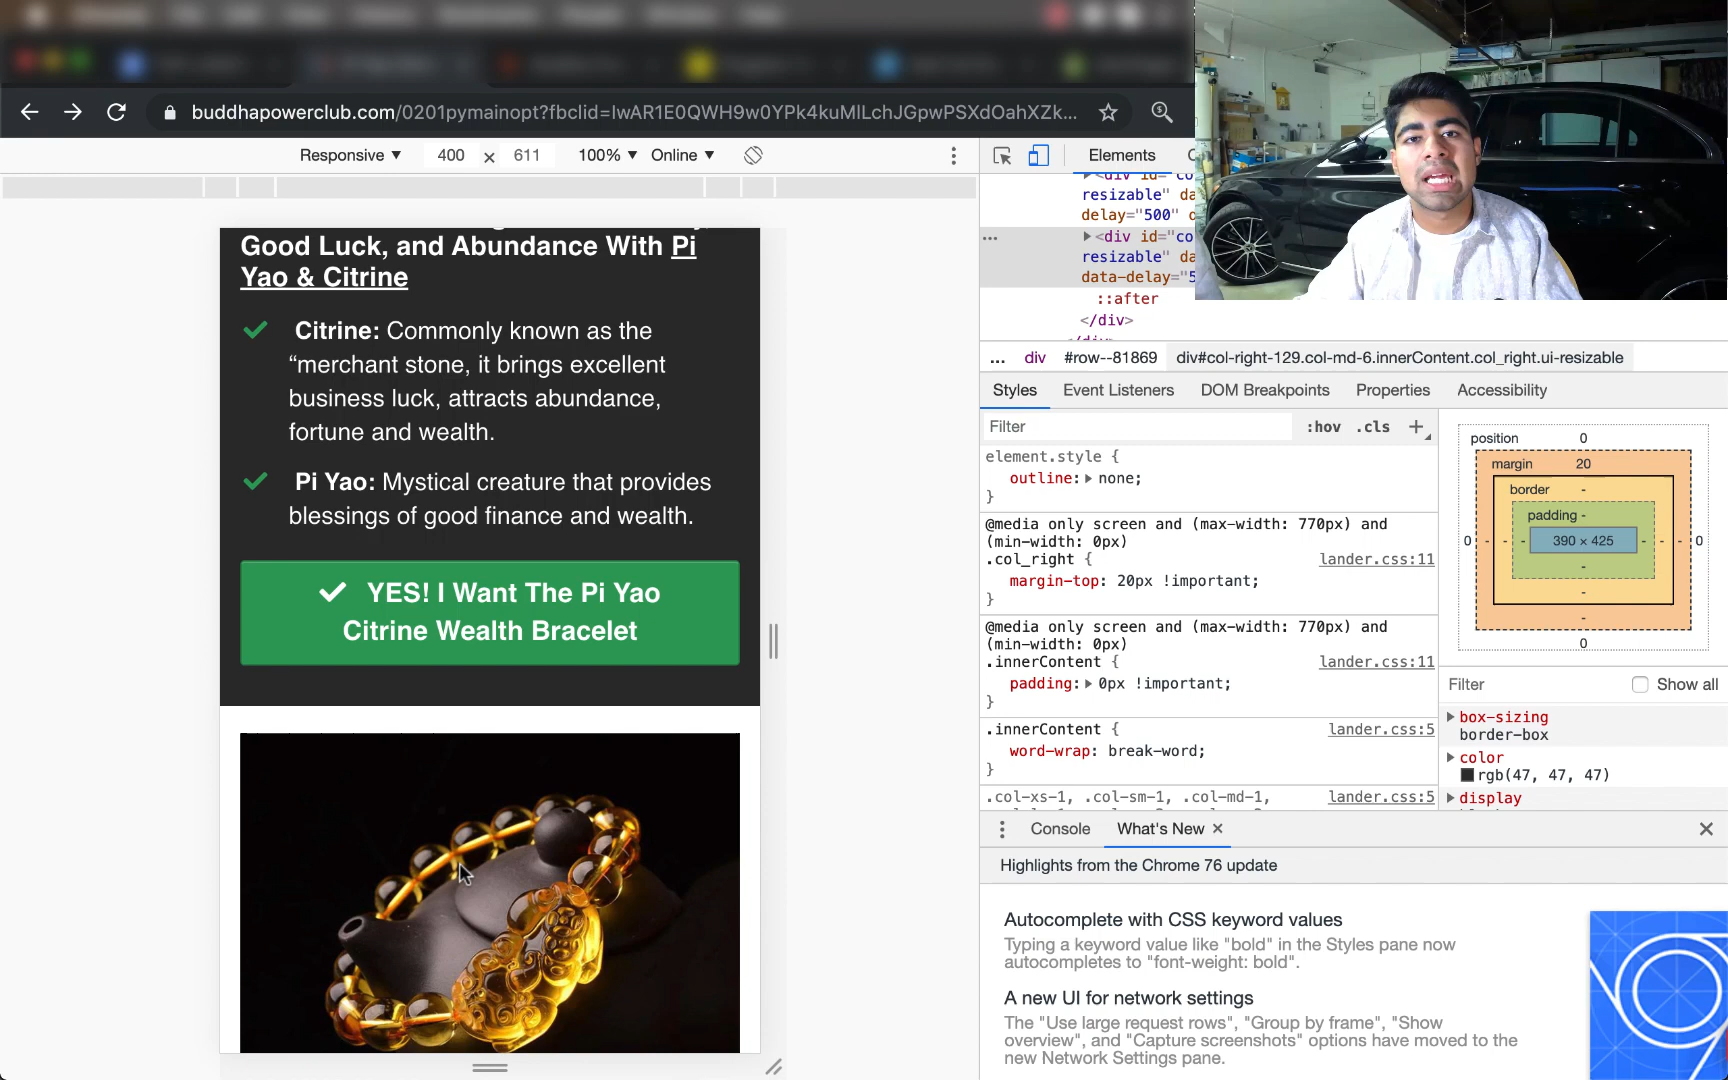 buddhapowerclub.com/0201pymainopt?fbclid=IwAR1E0QWH9w0YPk4kuMlLchJGpwPSXdOahXZk...
Responsive ▼ 400 × 611 100% ▼ Online ▼
Good Luck, and Abundance With Pi
Yao & Citrine
Citrine: Commonly known as the
“merchant stone, it brings excellent
business luck, attracts abundance,
fortune and wealth.
Pi Yao: Mystical creature that provides
blessings of good finance and wealth.
YES! I Want The Pi Yao
Citrine Wealth Bracelet
Elements
resizable" da
delay="500" d
<div id="co
resizable" da
data-delay="5
::after
</div>
... div #row--81869 div#col-right-129.col-md-6.innerContent.col_right.ui-resizable
Styles Event Listeners DOM Breakpoints Properties Accessibility
Filter :hov .cls +
element.style {
outline: none;
}
@media only screen and (max-width: 770px) and
(min-width: 0px)
.col_right { lander.css:11
margin-top: 20px !important;
}
@media only screen and (max-width: 770px) and
(min-width: 0px)
.innerContent { lander.css:11
padding: 0px !important;
}
.innerContent { lander.css:5
word-wrap: break-word;
}
.col-xs-1, .col-sm-1, .col-md-1, lander.css:5
position 0
margin 20
border -
padding -
0 - - - 390 × 425 - - - 0
-
-
-
0
Filter Show all
box-sizing
border-box
color
rgb(47, 47, 47)
display
Console What's New ×
Highlights from the Chrome 76 update
Autocomplete with CSS keyword values
Typing a keyword value like "bold" in the Styles pane now
autocompletes to "font-weight: bold".
A new UI for network settings
The "Use large request rows", "Group by frame", "Show
overview", and "Capture screenshots" options have moved to the
new Network Settings pane.